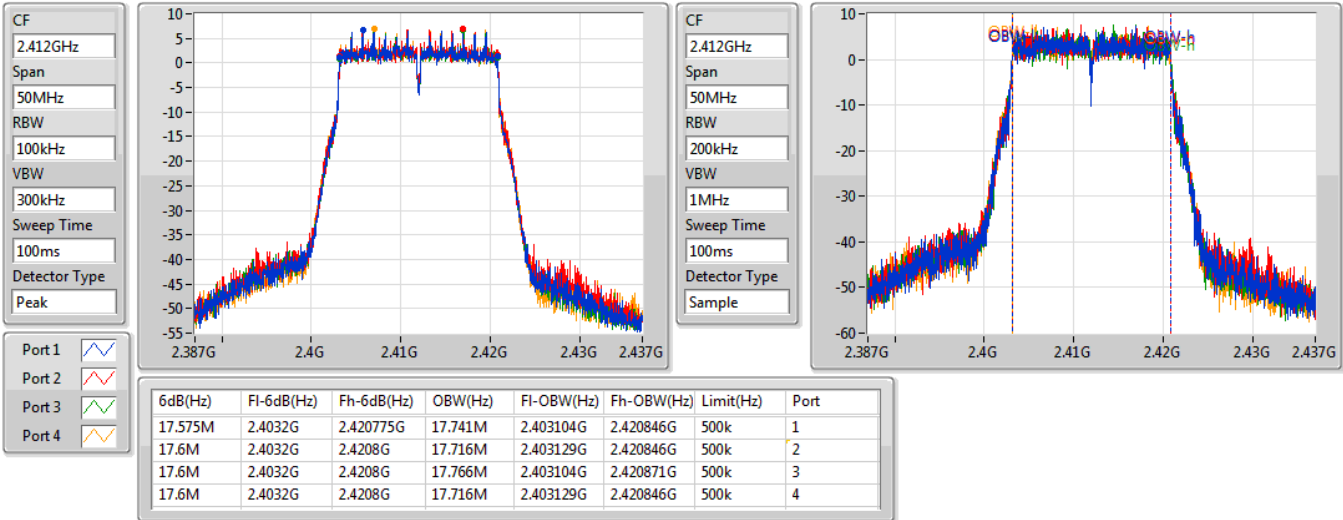 CF
2.412GHz
Span
50MHz
RBW
100kHz
VBW
300kHz
Sweep Time
100ms
Detector Type
Peak
10
5
0
-5
-10
-15
-20
-25
-30
-35
-40
-45
-50
-55
2.387G 2.4G 2.41G 2.42G 2.43G 2.437G
CF
2.412GHz
Span
50MHz
RBW
200kHz
VBW
1MHz
Sweep Time
100ms
Detector Type
Sample
10
0
-10
-20
-30
-40
-50
-60
OBW-h
2.387G 2.4G 2.41G 2.42G 2.43G 2.437G
Port 1
Port 2
Port 3
Port 4
6dB(Hz) Fl-6dB(Hz) Fh-6dB(Hz) OBW(Hz) Fl-OBW(Hz) Fh-OBW(Hz) Limit(Hz) Port
17.575M 2.4032G 2.420775G 17.741M 2.403104G 2.420846G 500k 1
17.6M 2.4032G 2.4208G 17.716M 2.403129G 2.420846G 500k 2
17.6M 2.4032G 2.4208G 17.766M 2.403104G 2.420871G 500k 3
17.6M 2.4032G 2.4208G 17.716M 2.403129G 2.420846G 500k 4